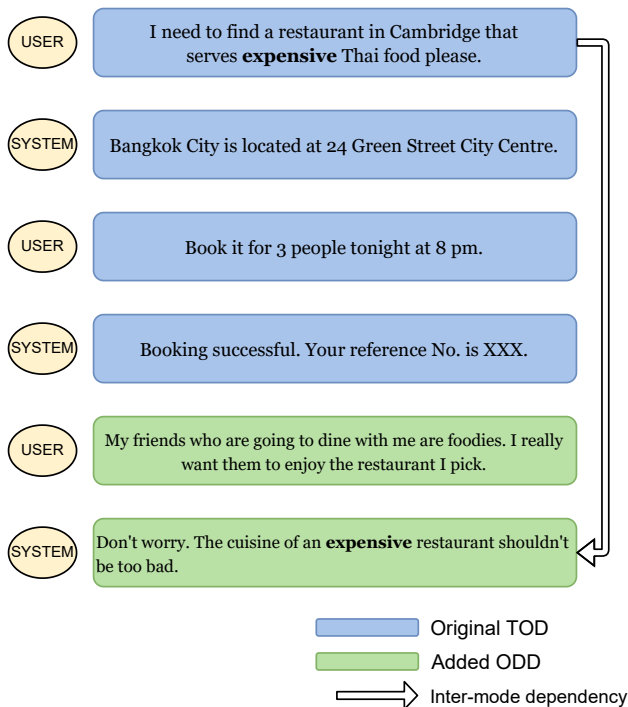 USER
I need to find a restaurant in Cambridge that
serves expensive Thai food please.
SYSTEM
Bangkok City is located at 24 Green Street City Centre.
USER
Book it for 3 people tonight at 8 pm.
SYSTEM
Booking successful. Your reference No. is XXX.
USER
My friends who are going to dine with me are foodies. I really
want them to enjoy the restaurant I pick.
SYSTEM
Don't worry. The cuisine of an expensive restaurant shouldn't
be too bad.
Original TOD
Added ODD
Inter-mode dependency